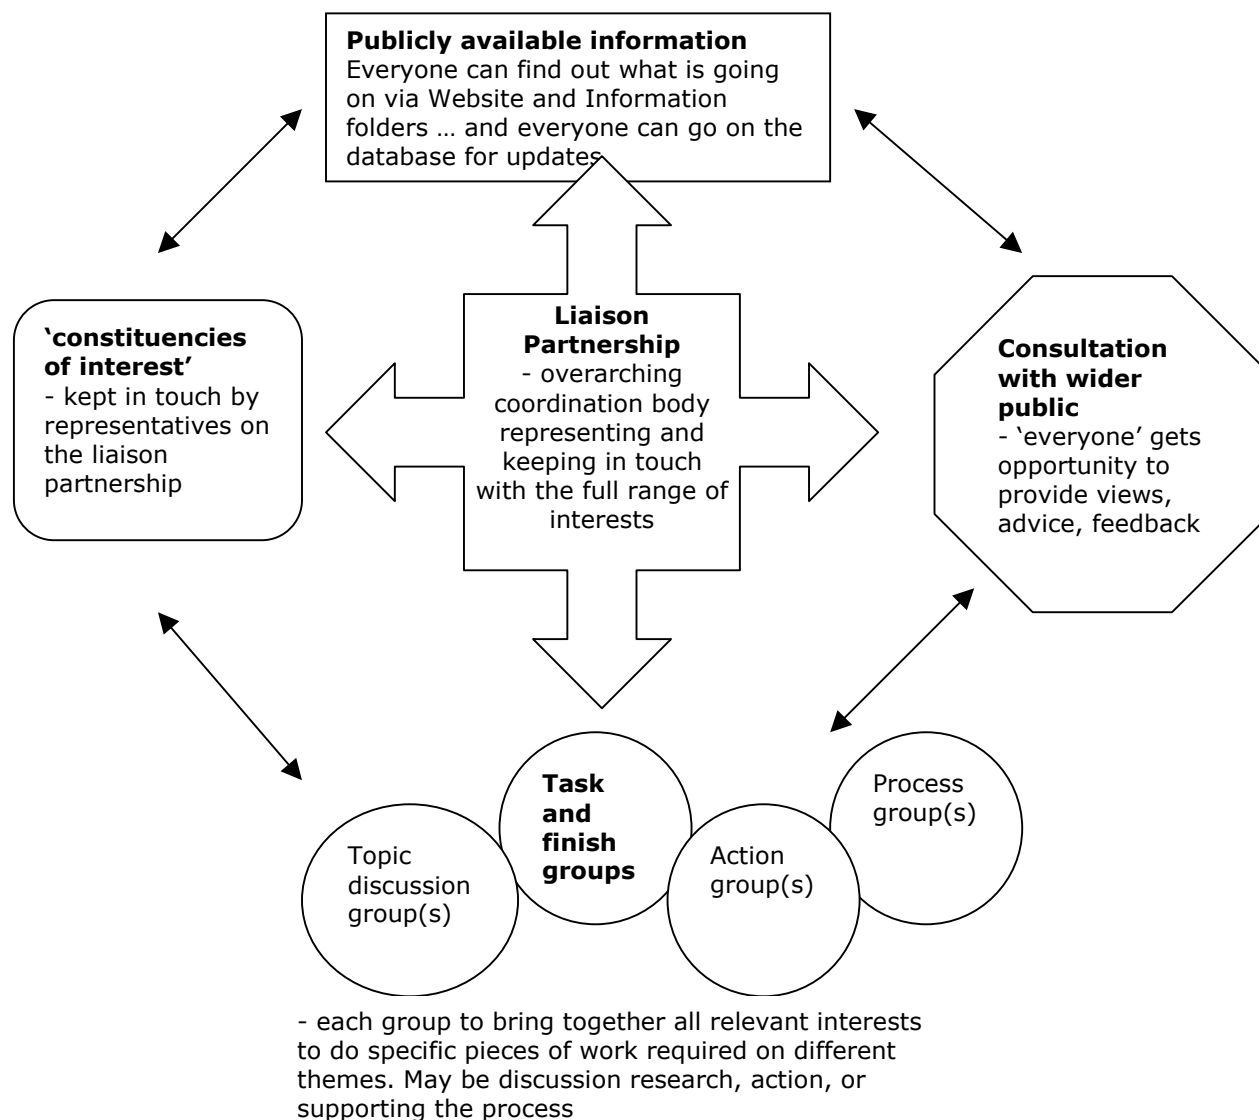 Publicly available information
Everyone can find out what is going
on via Website and Information
folders … and everyone can go on the
database for updates
‘constituencies
of interest’
- kept in touch by
representatives on
the liaison
partnership
Liaison
Partnership
- overarching
coordination body
representing and
keeping in touch
with the full range of
interests
Consultation
with wider
public
- ‘everyone’ gets
opportunity to
provide views,
advice, feedback
Topic
discussion
group(s)
Task
and
finish
groups
Action
group(s)
Process
group(s)
- each group to bring together all relevant interests
to do specific pieces of work required on different
themes. May be discussion research, action, or
supporting the process